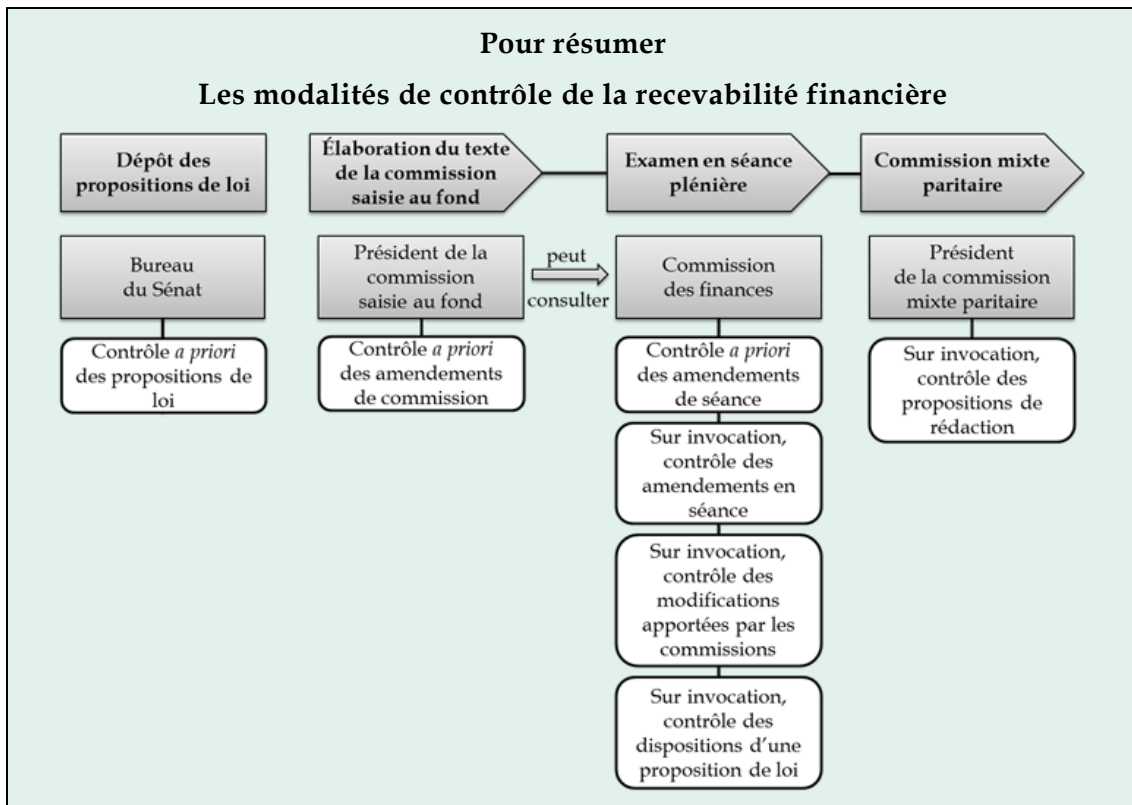 Pour résumer
Les modalités de contrôle de la recevabilité financière
Dépôt des
propositions de loi
Élaboration du texte
de la commission
saisie au fond
Examen en séance
plénière
Commission mixte
paritaire
Bureau
du Sénat
Président de la
commission
saisie au fond
peut
consulter
Commission
des finances
Président
de la commission
mixte paritaire
Contrôle a priori
des propositions de
loi
Contrôle a priori
des amendements
de commission
Contrôle a priori
des amendements
de séance
Sur invocation,
contrôle des
propositions de
rédaction
Sur invocation,
contrôle des
amendements en
séance
Sur invocation,
contrôle des
modifications
apportées par les
commissions
Sur invocation,
contrôle des
dispositions d'une
proposition de loi